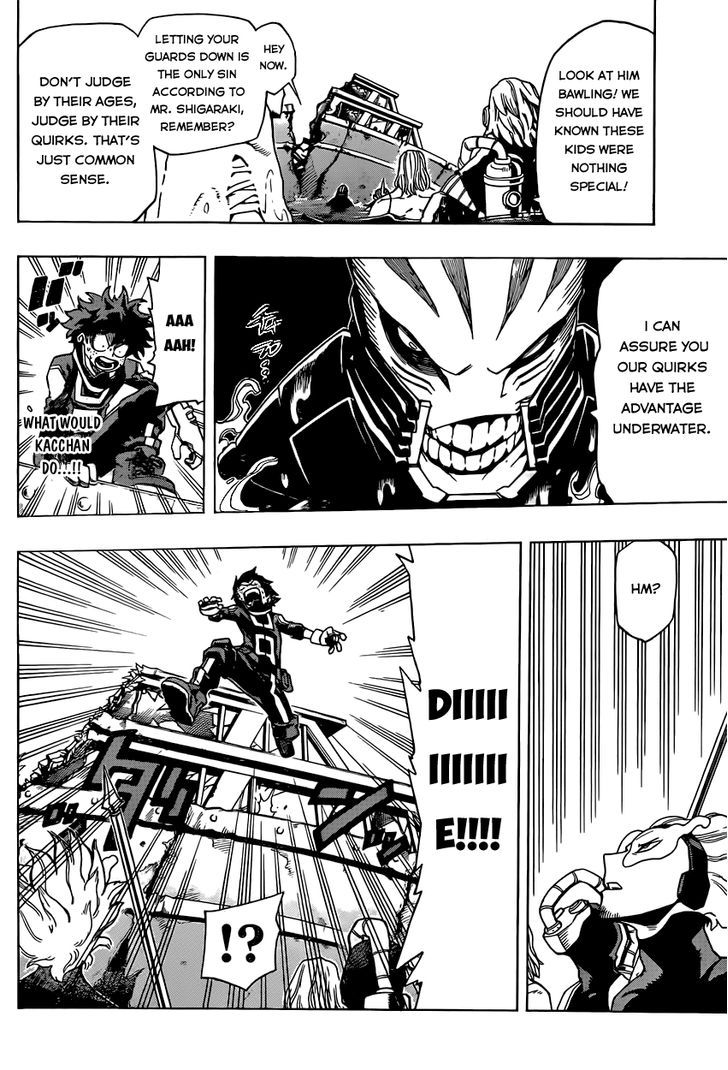 LOOK AT HIM
BAWLING! WE
SHOULD HAVE
KNOWN THESE
KIDS WERE
NOTHING
SPECIAL!
HEY
NOW.
LETTING YOUR
GUARDS DOWN IS
THE ONLY SIN
ACCORDING TO
MR. SHIGARAKI,
REMEMBER?
DON'T JUDGE
BY THEIR AGES,
JUDGE BY THEIR
QUIRKS. THAT'S
JUST COMMON
SENSE.
I CAN
ASSURE YOU
OUR QUIRKS
HAVE THE
ADVANTAGE
UNDERWATER.
AAA
AAH!
WHAT WOULD
KACCHAN
DO...!!
HM?
DIIIII
IIIIIII
E!!!!
!?